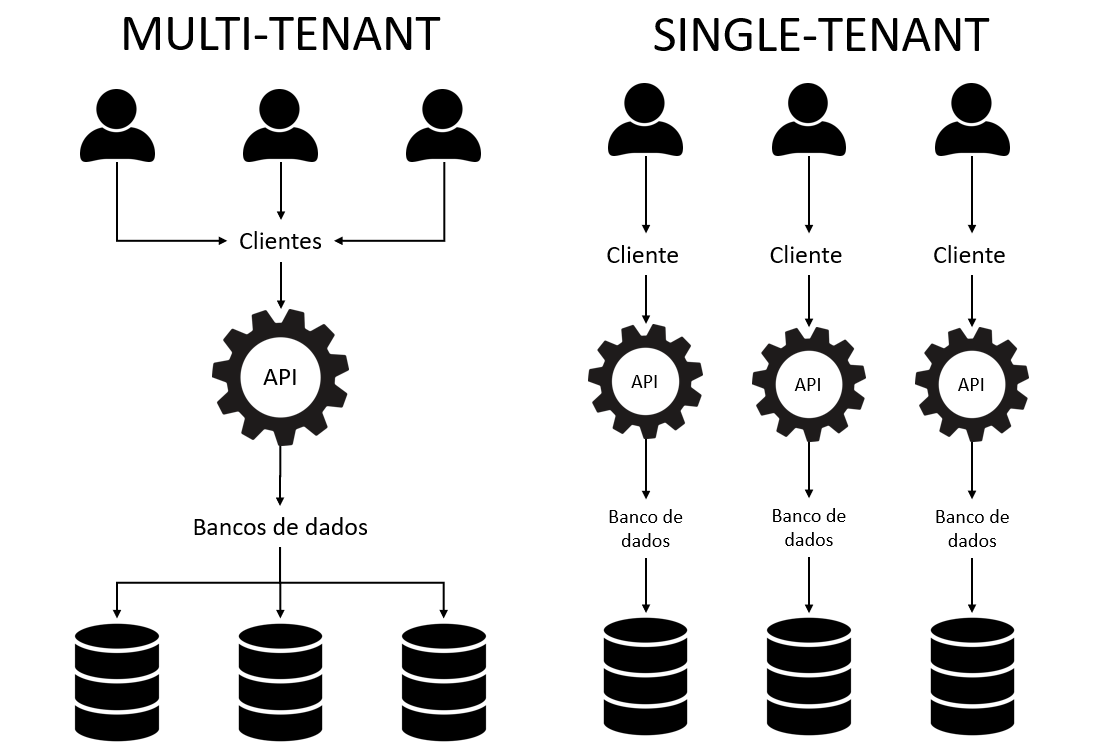 MULTI-TENANT
Clientes
API
Bancos de dados
SINGLE-TENANT
Cliente
Cliente
Cliente
API
API
API
Banco de
dados
Banco de
dados
Banco de
dados